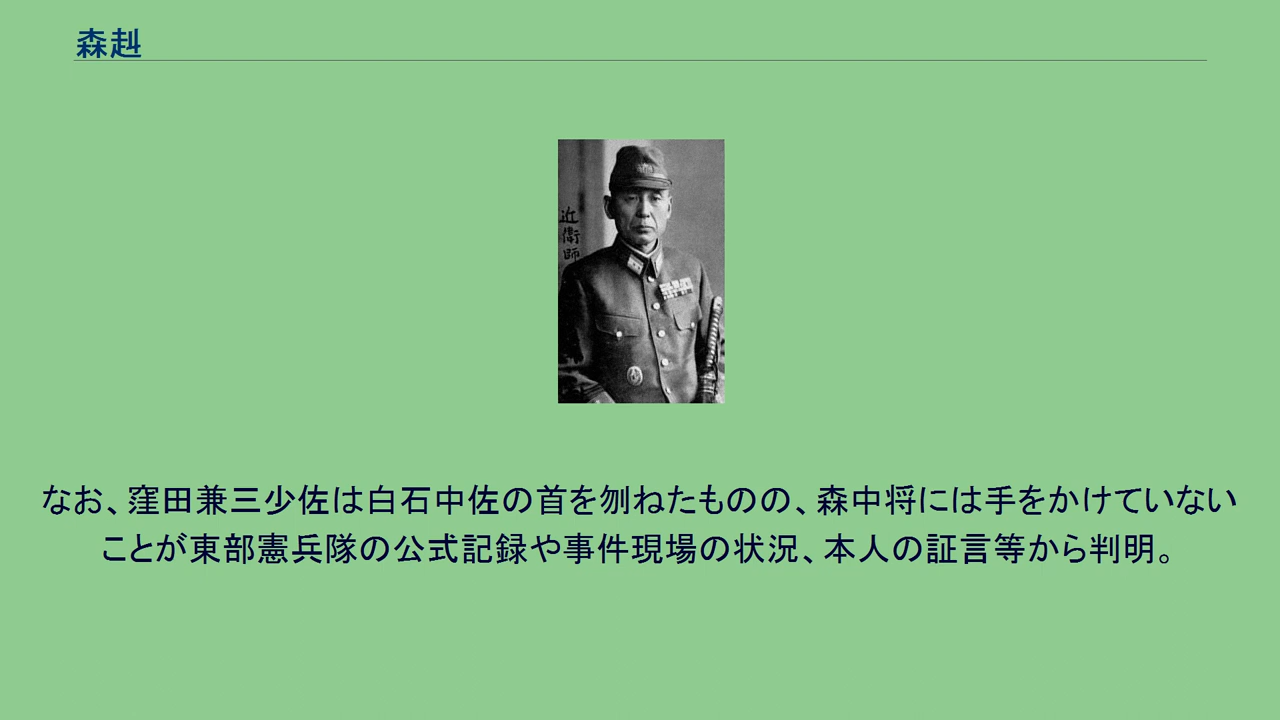 森赳
近
衛
師
なお、窪田兼三少佐は白石中佐の首を刎ねたものの、森中将には手をかけていない
ことが東部憲兵隊の公式記録や事件現場の状況、本人の証言等から判明。